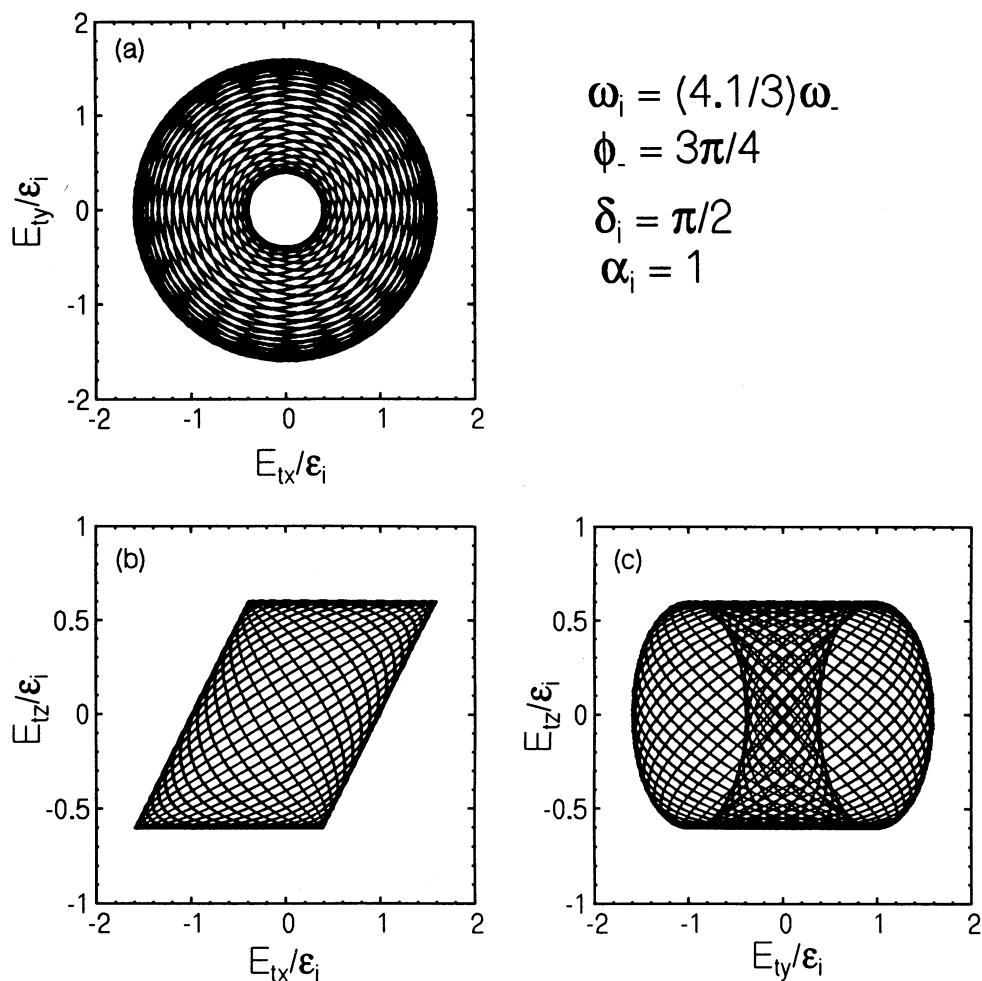 (a)
2
1
0
-1
-2
E_ty/ε_i
-2 -1 0 1 2
E_tx/ε_i
ω_i = (4.1/3)ω_-
ϕ_- = 3π/4
δ_i = π/2
α_i = 1
(b)
1
0.5
0
-0.5
-1
E_tz/ε_i
-2 -1 0 1 2
E_tx/ε_i
(c)
1
0.5
0
-0.5
-1
E_tz/ε_i
-2 -1 0 1 2
E_ty/ε_i